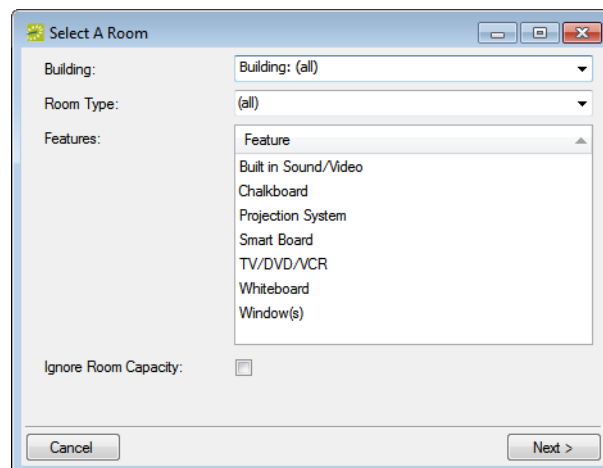 Select A Room
Building: Building: (all)
Room Type: (all)
Features: Feature
Built in Sound/Video
Chalkboard
Projection System
Smart Board
TV/DVD/VCR
Whiteboard
Window(s)
Ignore Room Capacity:
Cancel Next >